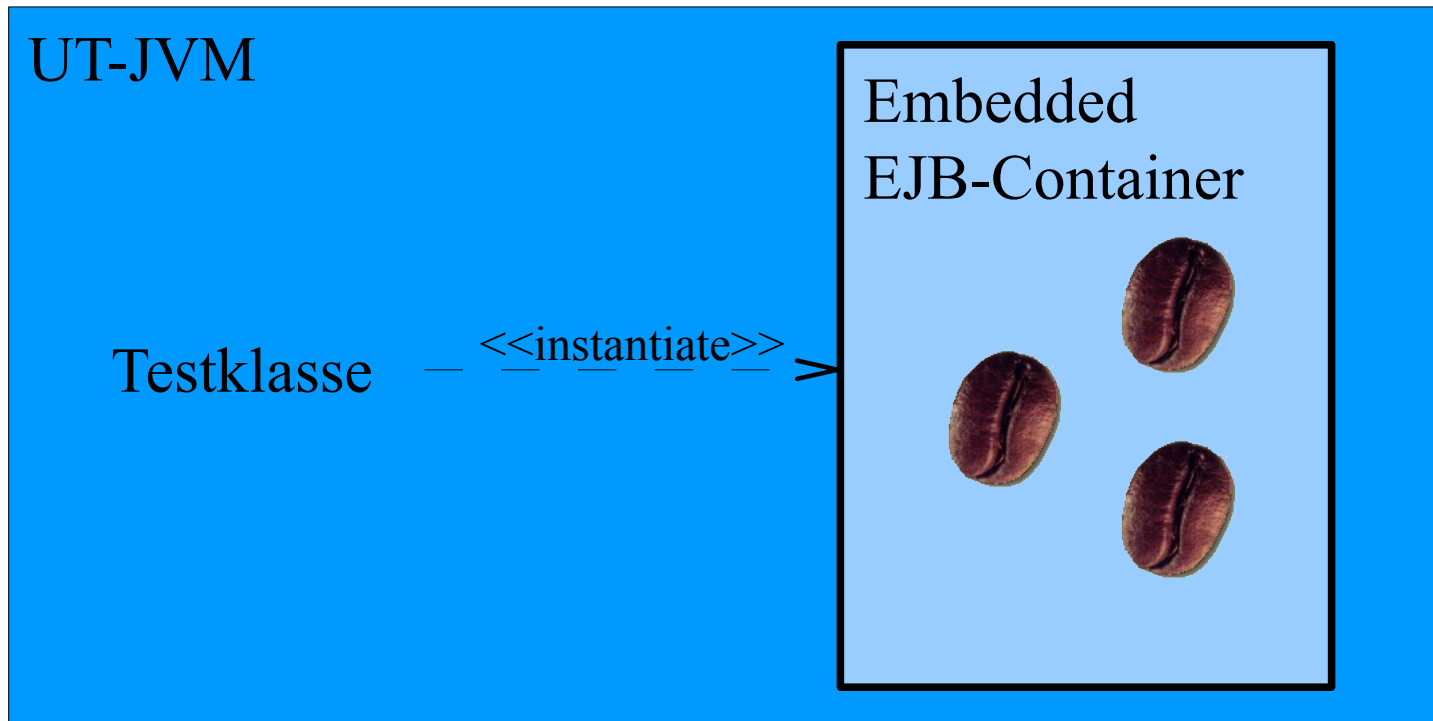 UT-JVM
Embedded
EJB-Container
Testklasse
<<instantiate>>